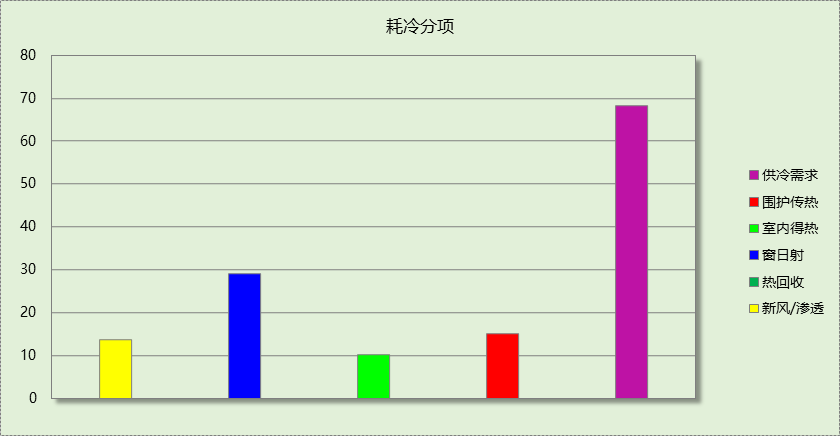 耗冷分项
80
70
60
50
40
30
20
10
0
供冷需求
围护传热
室内得热
窗日射
热回收
新风/渗透